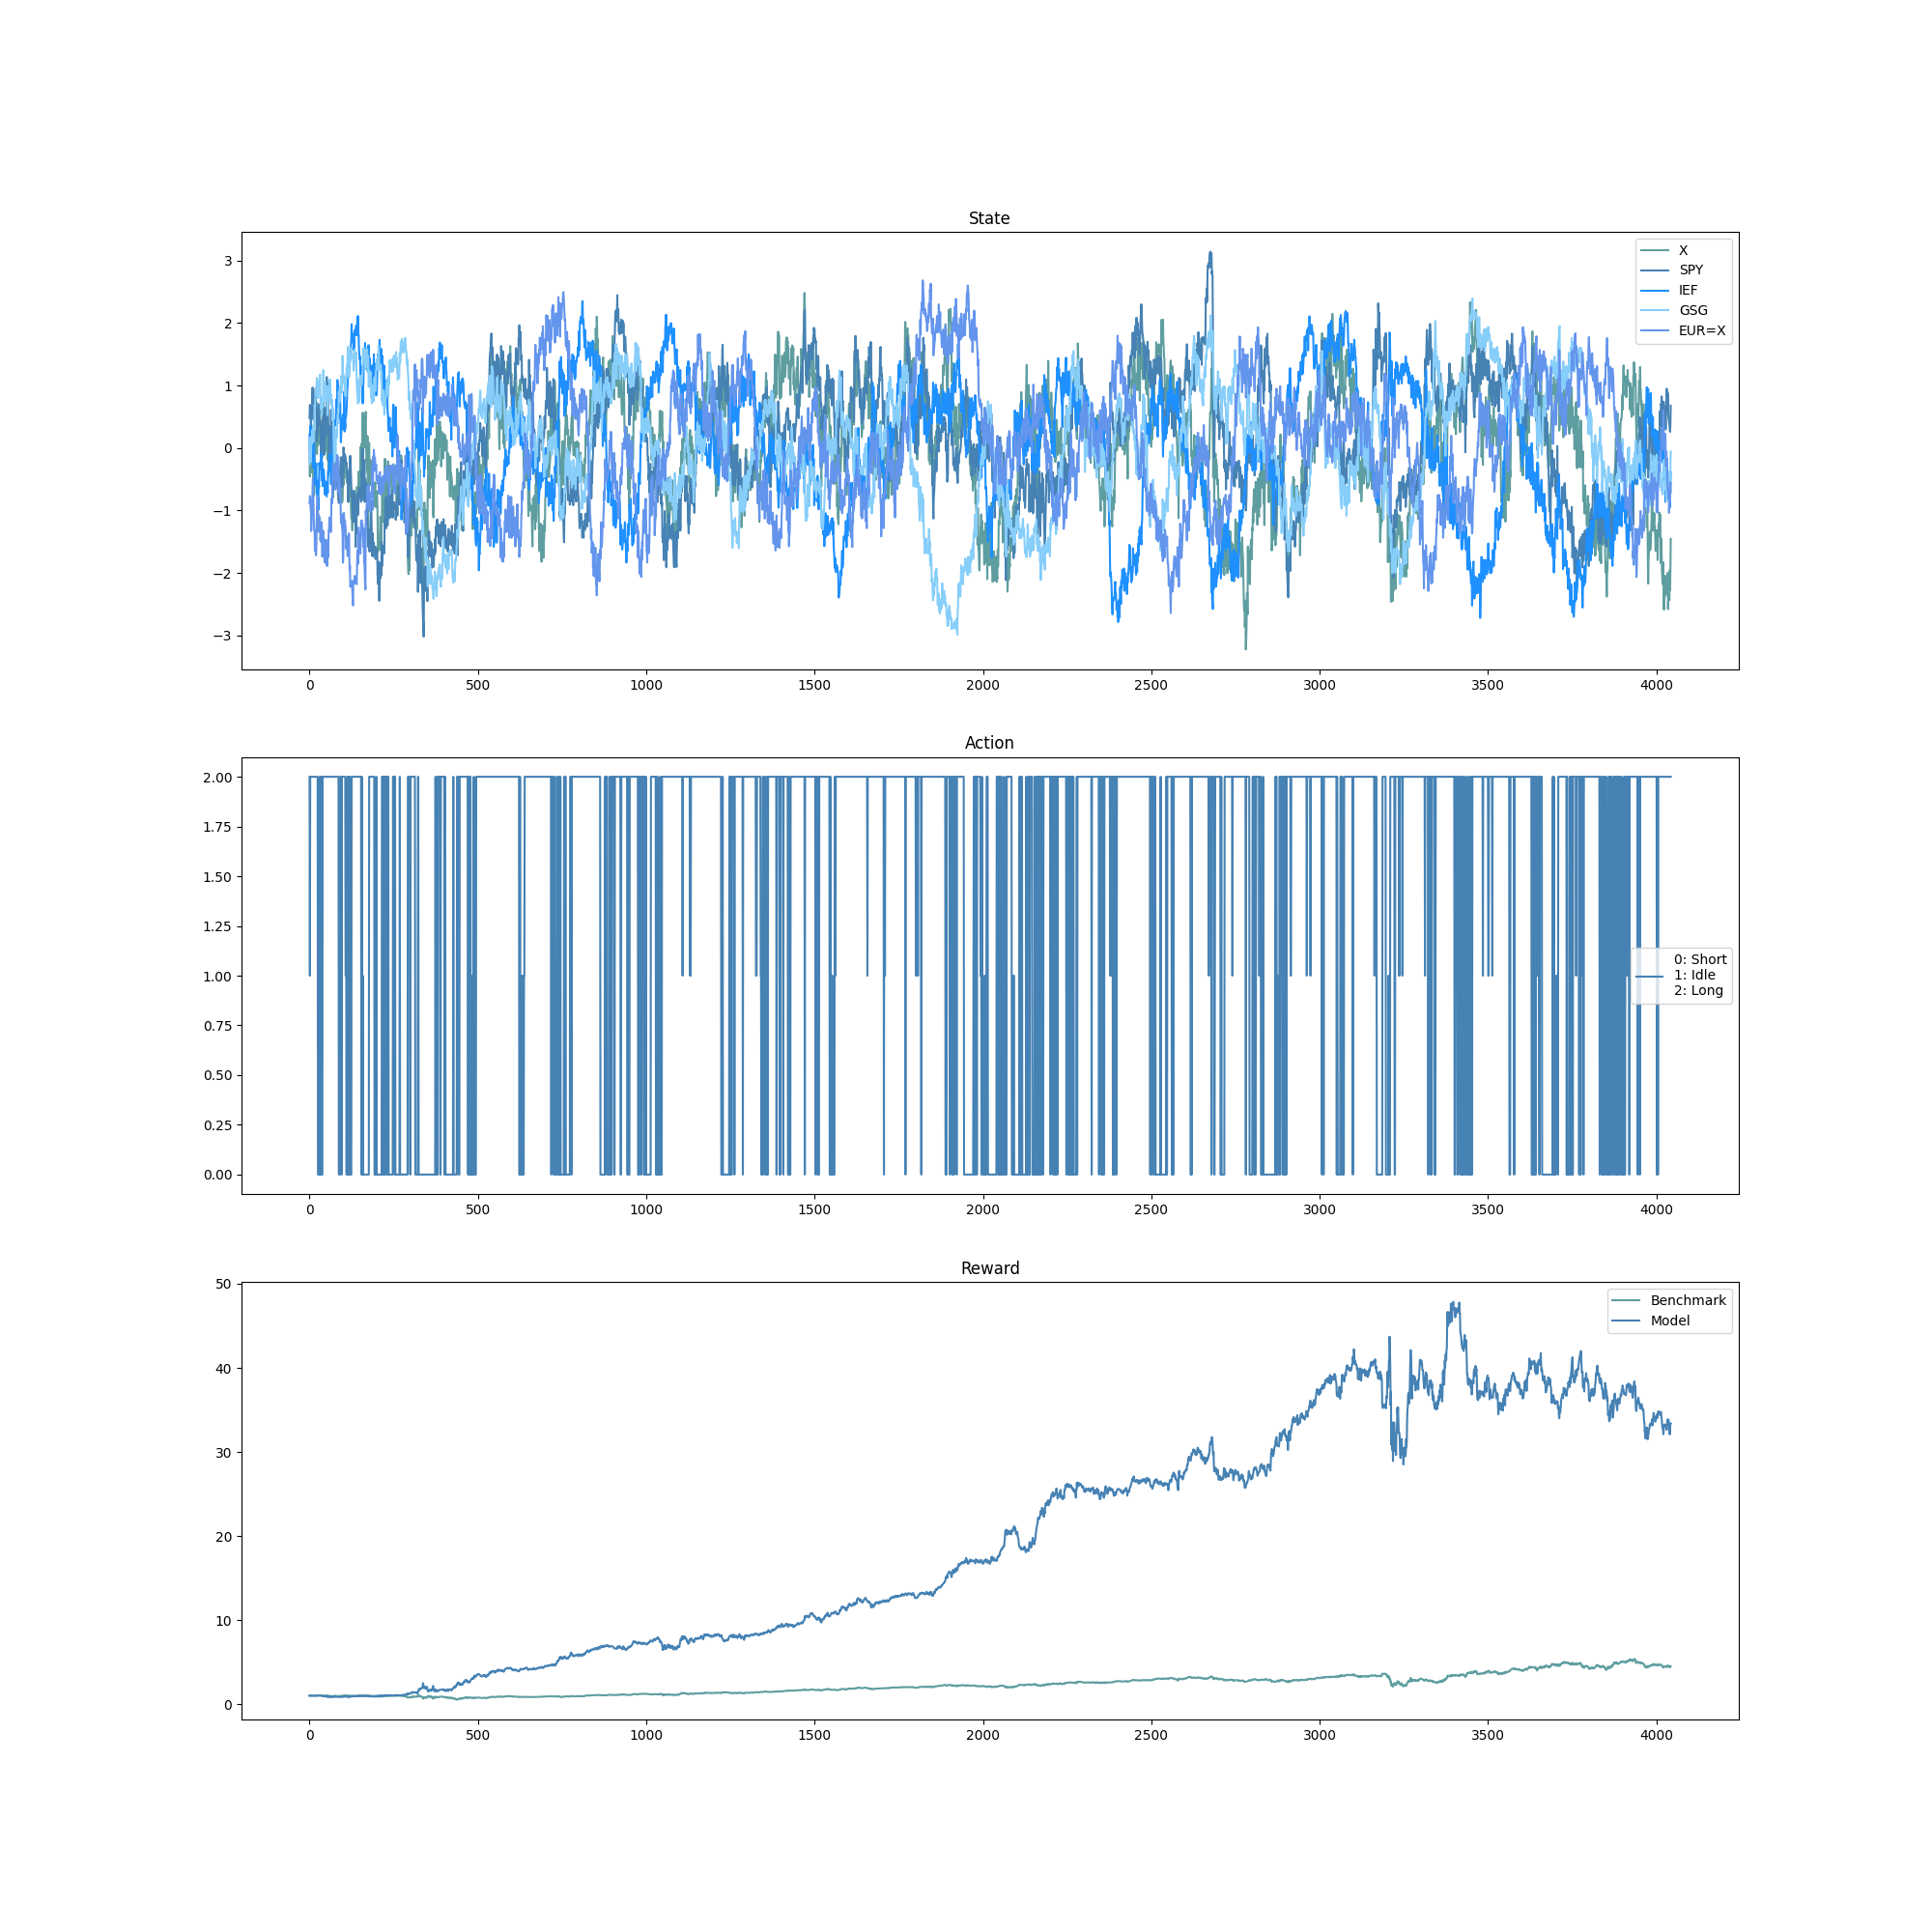 State
3
2
1
0
−1
−2
−3
0 500 1000 1500 2000 2500 3000 3500 4000
X
SPY
IEF
GSG
EUR=X
Action
2.00
1.75
1.50
1.25
1.00
0.75
0.50
0.25
0.00
0 500 1000 1500 2000 2500 3000 3500 4000
0: Short
1: Idle
2: Long
Reward
50
40
30
20
10
0
0 500 1000 1500 2000 2500 3000 3500 4000
Benchmark
Model